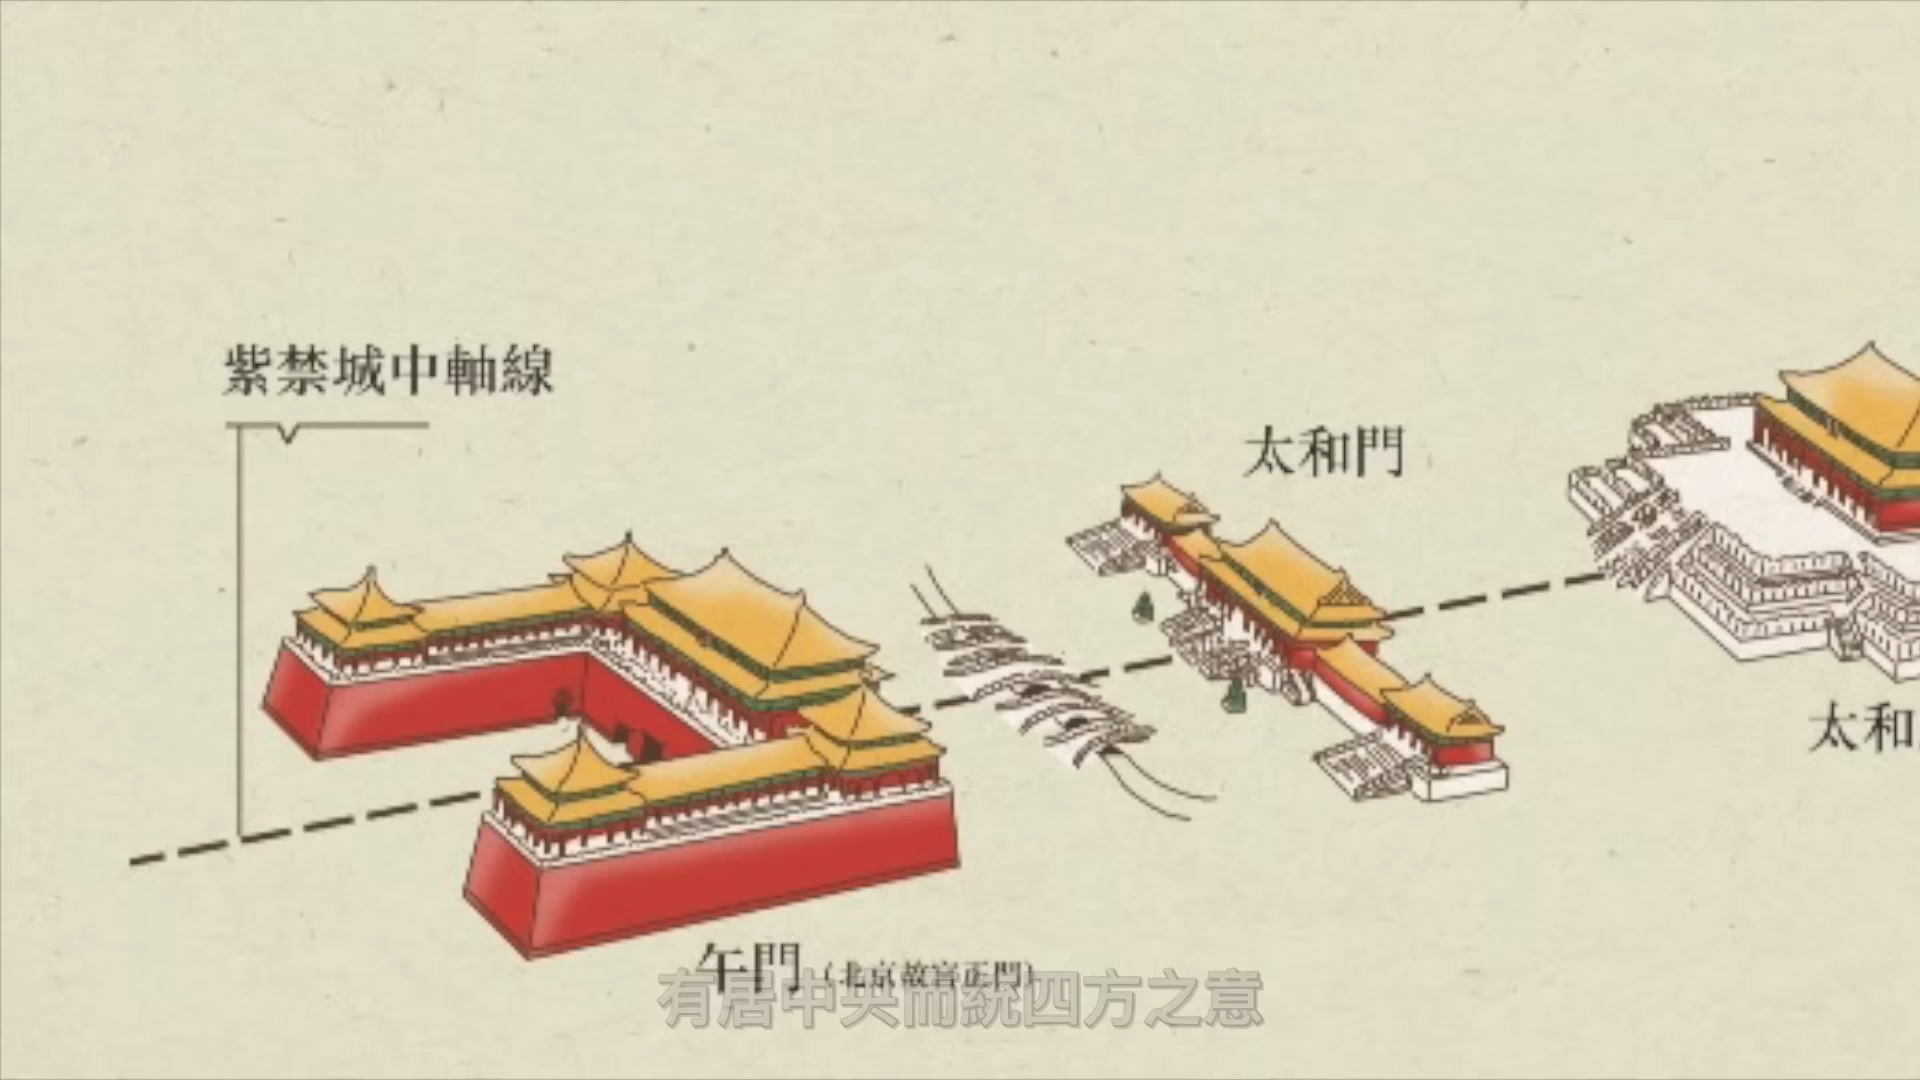 紫禁城中軸線
太和門
太和
午門（北京故宮正門）
有居中央而統四方之意